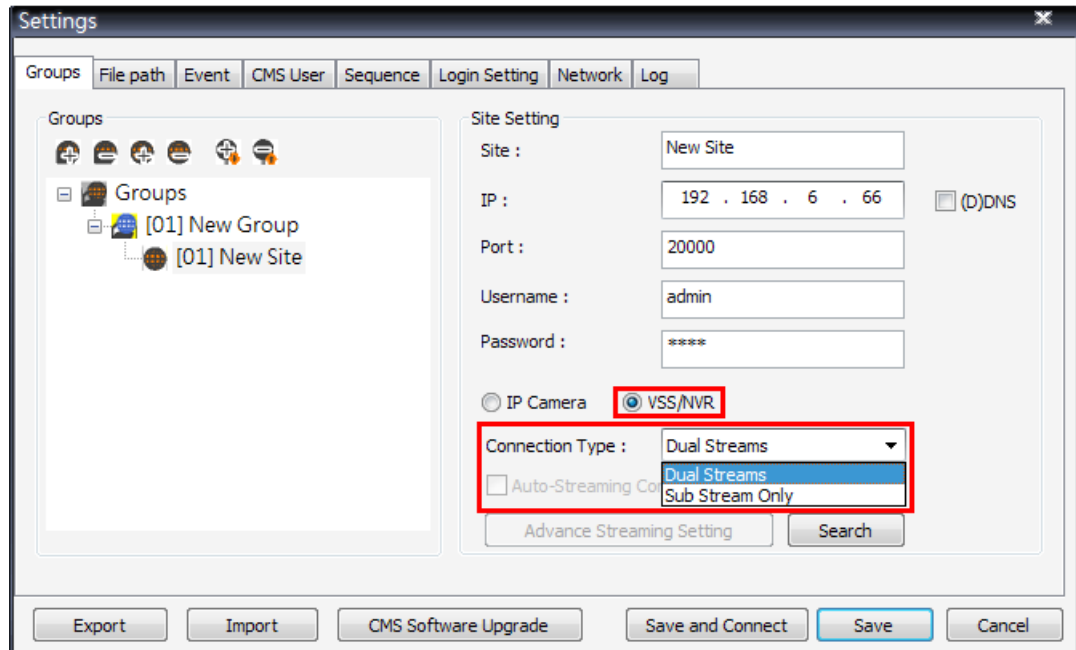 Settings
Groups File path Event CMS User Sequence Login Setting Network Log
Groups
Groups
[01] New Group
[01] New Site
Site Setting
Site : New Site
IP : 192 . 168 . 6 . 66 (D)DNS
Port : 20000
Username : admin
Password : ****
IP Camera VSS/NVR
Connection Type : Dual Streams
Dual Streams
Auto-Streaming Co
Sub Stream Only
Advance Streaming Setting Search
Export Import CMS Software Upgrade Save and Connect Save Cancel